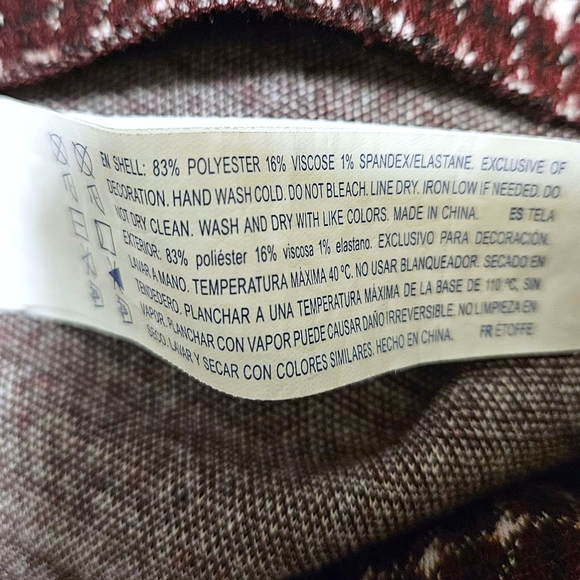 EN SHELL: 83% POLYESTER 16% VISCOSE 1% SPANDEX/ELASTANE. EXCLUSIVE OF
DECORATION. HAND WASH COLD. DO NOT BLEACH. LINE DRY. IRON LOW IF NEEDED. DO
NOT DRY CLEAN. WASH AND DRY WITH LIKE COLORS. MADE IN CHINA. ES TELA
EXTERIOR: 83% poliéster 16% viscosa 1% elastano. EXCLUSIVO PARA DECORACIÓN.
LAVAR A MANO. TEMPERATURA MÁXIMA 40 ºC. NO USAR BLANQUEADOR. SECADO EN
TENDEDERO. PLANCHAR A UNA TEMPERATURA MÁXIMA DE LA BASE DE 110 ºC, SIN
VAPOR. PLANCHAR CON VAPOR PUEDE CAUSAR DAÑO IRREVERSIBLE. NO LIMPIEZA EN
SECO. LAVAR Y SECAR CON COLORES SIMILARES. HECHO EN CHINA. FR ETOFFE